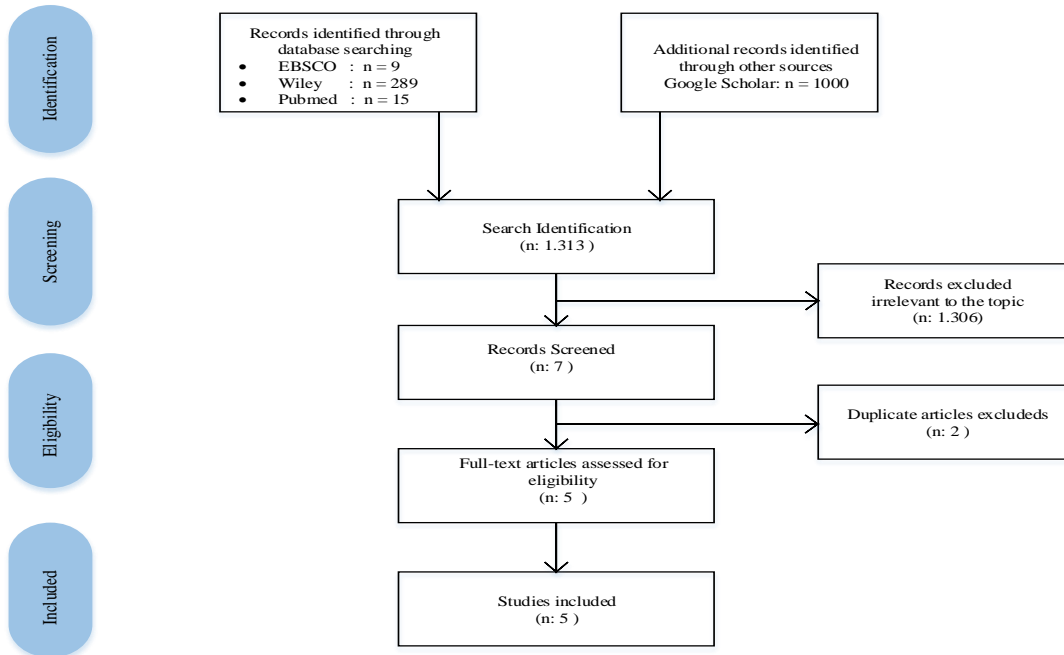 Identification
Records identified through
database searching
• EBSCO : n = 9
• Wiley : n = 289
• Pubmed : n = 15
Additional records identified
through other sources
Google Scholar: n = 1000
Screening
Search Identification
(n: 1.313 )
Records excluded
irrelevant to the topic
(n: 1.306)
Records Screened
(n: 7 )
Eligibility
Duplicate articles excludeds
(n: 2 )
Full-text articles assessed for
eligibility
(n: 5 )
Included
Studies included
(n: 5 )